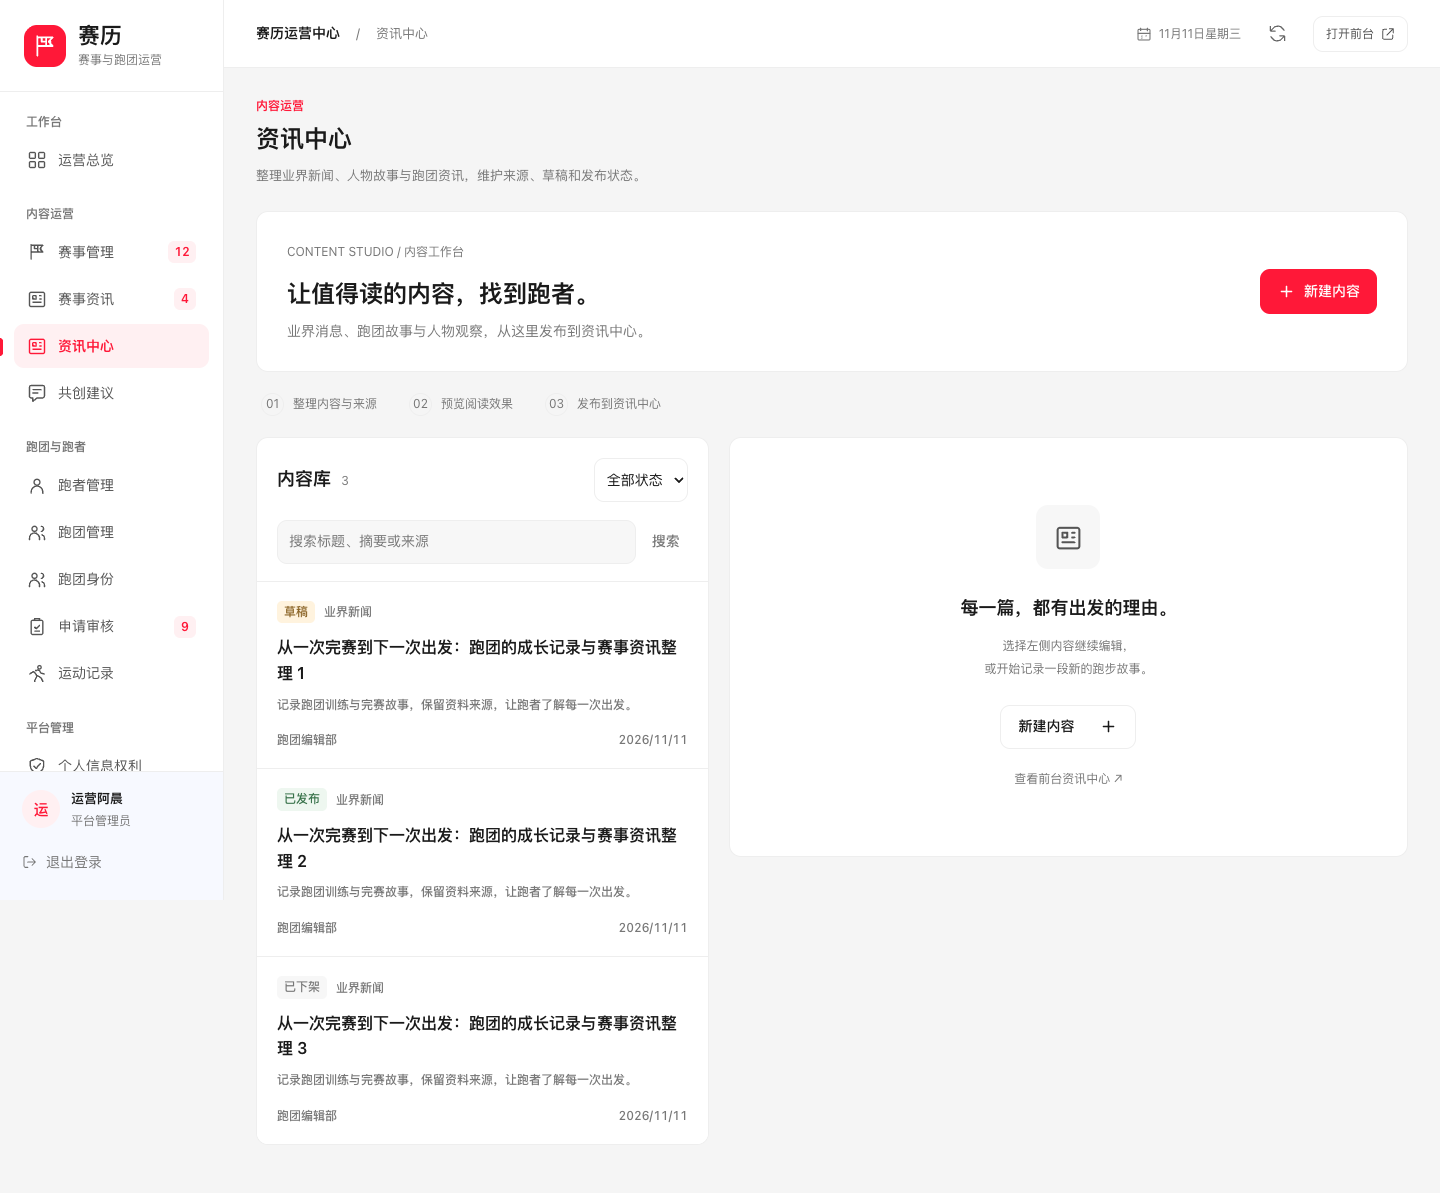 赛历
赛事与跑团运营
工作台
运营总览
内容运营
赛事管理 12
赛事资讯 4
资讯中心
共创建议
跑团与跑者
跑者管理
跑团管理
跑团身份
申请审核 9
运动记录
平台管理
个人信息权利
运 运营阿晨
平台管理员
退出登录
赛历运营中心 / 资讯中心
11月11日星期三
打开前台
内容运营
资讯中心
整理业界新闻、人物故事与跑团资讯，维护来源、草稿和发布状态。
CONTENT STUDIO / 内容工作台
让值得读的内容，找到跑者。
业界消息、跑团故事与人物观察，从这里发布到资讯中心。
新建内容
01 整理内容与来源 02 预览阅读效果 03 发布到资讯中心
内容库 3
全部状态
搜索标题、摘要或来源
搜索
草稿 业界新闻
从一次完赛到下一次出发：跑团的成长记录与赛事资讯整
理 1
记录跑团训练与完赛故事，保留资料来源，让跑者了解每一次出发。
跑团编辑部 2026/11/11
已发布 业界新闻
从一次完赛到下一次出发：跑团的成长记录与赛事资讯整
理 2
记录跑团训练与完赛故事，保留资料来源，让跑者了解每一次出发。
跑团编辑部 2026/11/11
已下架 业界新闻
从一次完赛到下一次出发：跑团的成长记录与赛事资讯整
理 3
记录跑团训练与完赛故事，保留资料来源，让跑者了解每一次出发。
跑团编辑部 2026/11/11
每一篇，都有出发的理由。
选择左侧内容继续编辑，
或开始记录一段新的跑步故事。
新建内容
查看前台资讯中心 ↗